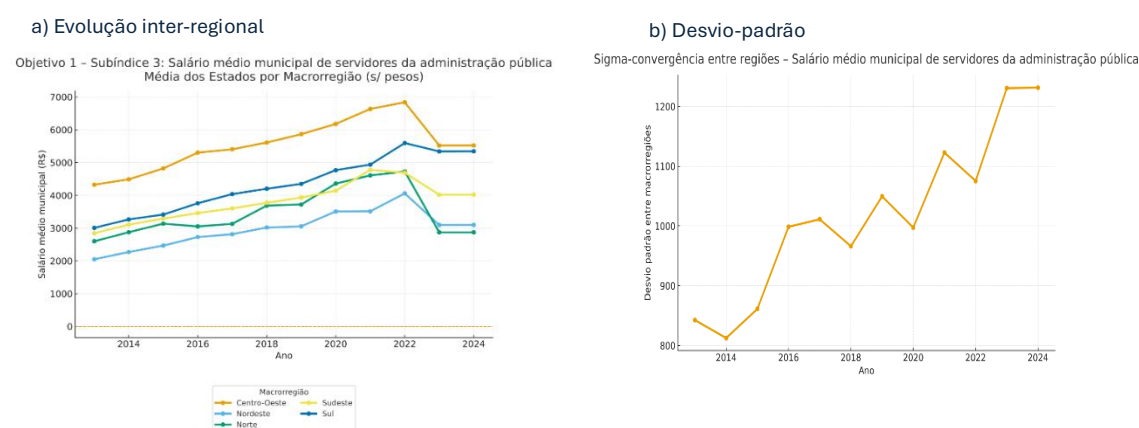 a) Evolução inter-regional
Objetivo 1 – Subíndice 3: Salário médio municipal de servidores da administração pública
Média dos Estados por Macrorregião (s/ pesos)
7000
6000
5000
4000
3000
2000
1000
0
Salário médio municipal (R$)
2014
2016
2018
2020
2022
2024
Ano
Macrorregião
Centro-Oeste
Nordeste
Norte
Sudeste
Sul
b) Desvio-padrão
Sigma-convergência entre regiões – Salário médio municipal de servidores da administração pública
1200
1100
1000
900
800
Desvio padrão entre macrorregiões
2014
2016
2018
2020
2022
2024
Ano